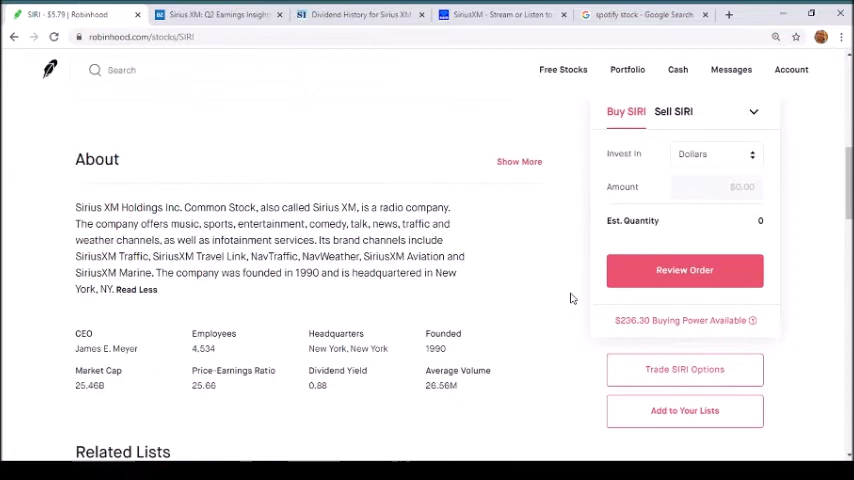 SIRI - $5.79 | Robinhood
Sirius XM: Q2 Earnings Insight
Dividend History for Sirius XM
SiriusXM - Stream or Listen to
spotify stock - Google Search
robinhood.com/stocks/SIRI
Search
Free Stocks Portfolio Cash Messages Account
Buy SIRI Sell SIRI
Invest In Dollars
Amount $0.00
Est. Quantity 0
Review Order
$236.30 Buying Power Available
Trade SIRI Options
Add to Your Lists
About
Show More
Sirius XM Holdings Inc. Common Stock, also called Sirius XM, is a radio company.
The company offers music, sports, entertainment, comedy, talk, news, traffic and
weather channels, as well as infotainment services. Its brand channels include
SiriusXM Traffic, SiriusXM Travel Link, NavTraffic, NavWeather, SiriusXM Aviation and
SiriusXM Marine. The company was founded in 1990 and is headquartered in New
York, NY. Read Less
CEO Employees Headquarters Founded
James E. Meyer 4,534 New York, New York 1990
Market Cap Price-Earnings Ratio Dividend Yield Average Volume
25.46B 25.66 0.88 26.56M
Related Lists